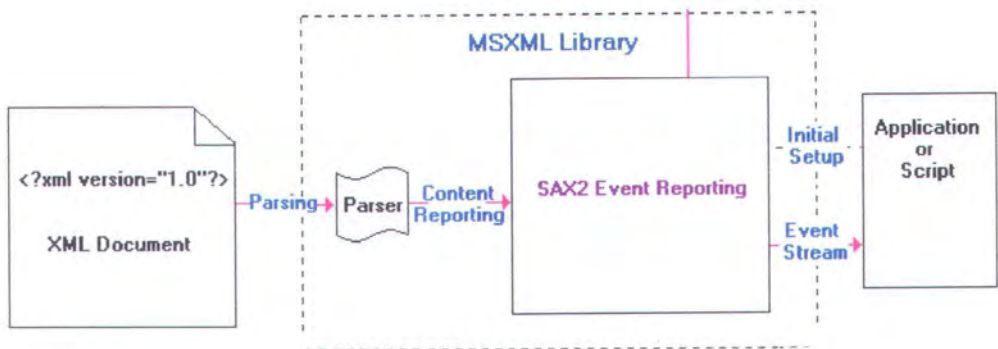 MSXML Library
<?xml version="1.0"?>
XML Document
Parsing
Parser
Content
Reporting
SAX2 Event Reporting
Initial
Setup
Event
Stream
Application
or
Script